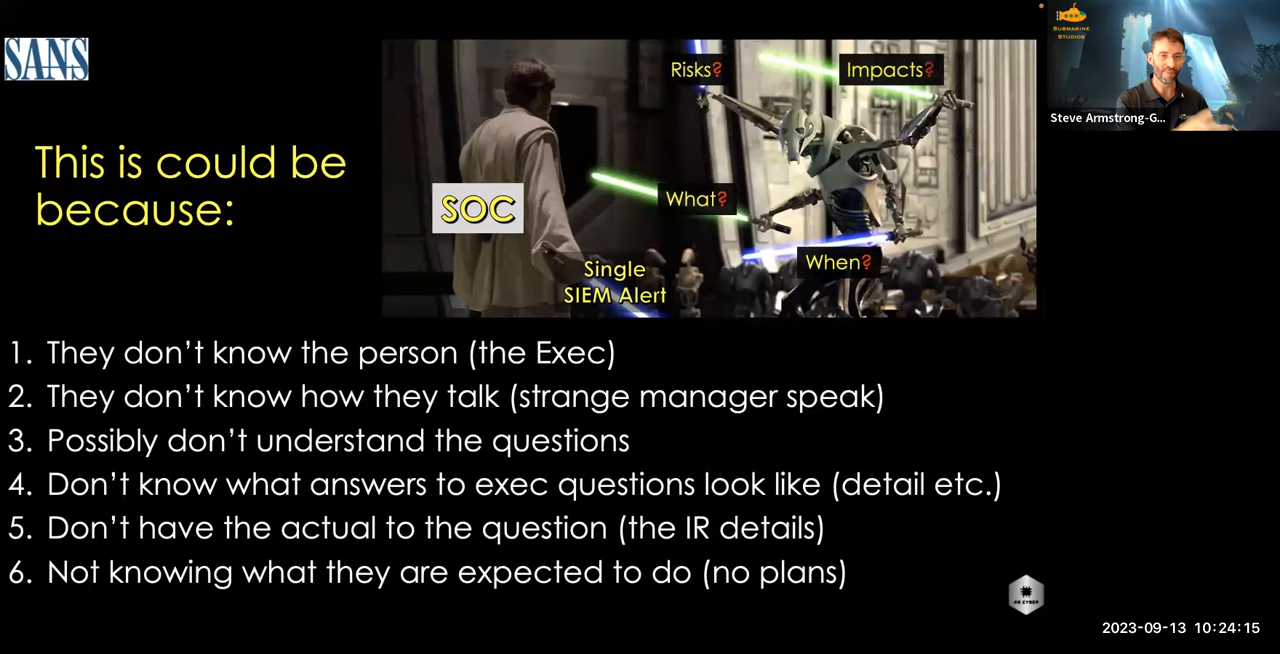 SANS
This is could be
because:
SOC
Single
SIEM Alert
Risks?
Impacts?
What?
When?
SUBMARINE
STUDIOS
Steve Armstrong-G...
1. They don’t know the person (the Exec)
2. They don’t know how they talk (strange manager speak)
3. Possibly don’t understand the questions
4. Don’t know what answers to exec questions look like (detail etc.)
5. Don’t have the actual to the question (the IR details)
6. Not knowing what they are expected to do (no plans)
2023-09-13 10:24:15